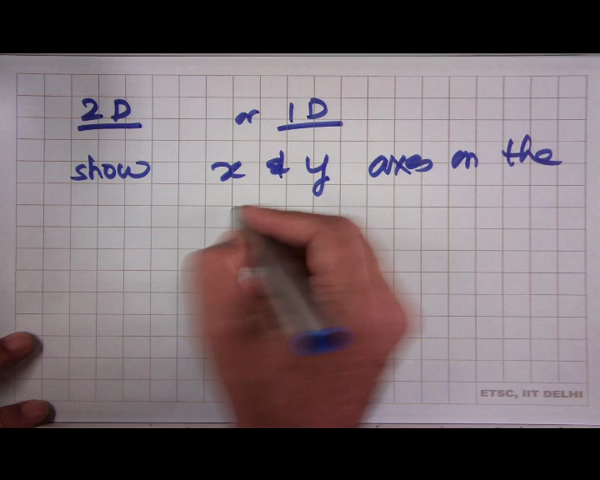 2D or 1D
show x & y axes on the
ETSC, IIT DELHI